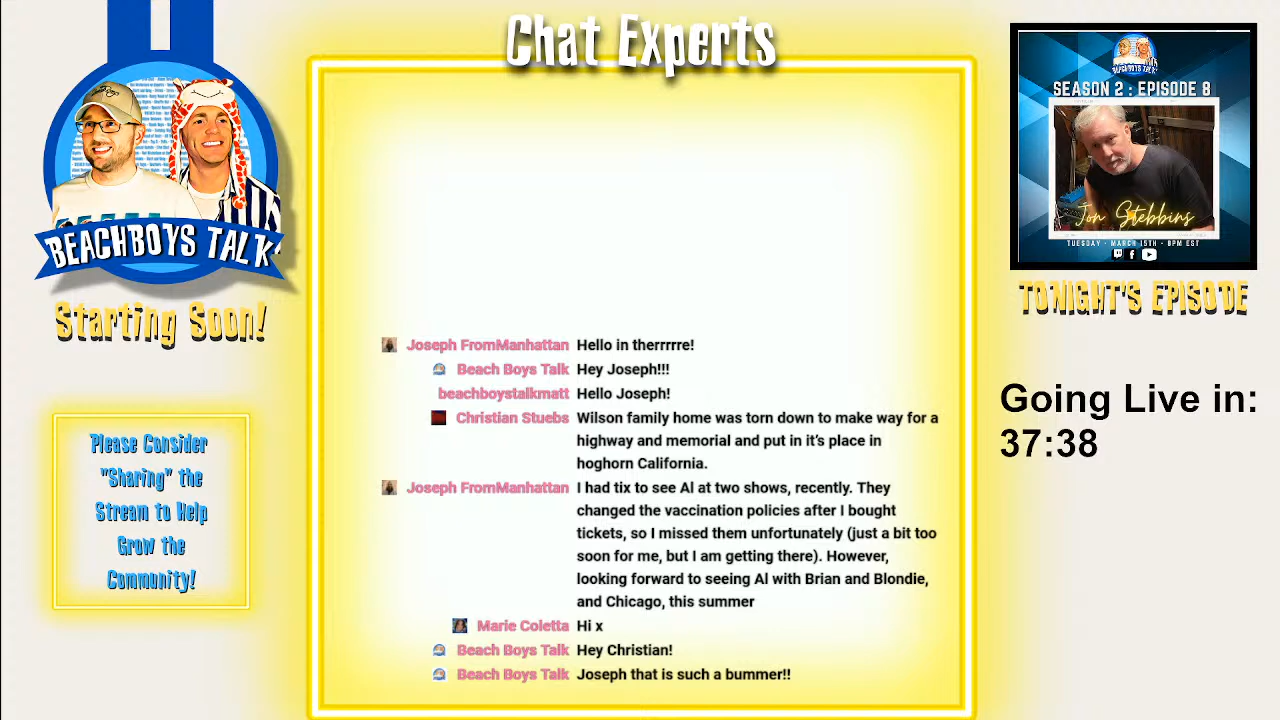 Chat Experts
BEACHBOYS TALK
Starting Soon!
Please Consider
"Sharing" the
Stream to Help
Grow the
Community!
Joseph FromManhattan Hello in therrrrre!
Beach Boys Talk Hey Joseph!!!
beachboystalkmatt Hello Joseph!
Christian Stuebs Wilson family home was torn down to make way for a
highway and memorial and put in it's place in
hoghorn California.
Joseph FromManhattan I had tix to see Al at two shows, recently. They
changed the vaccination policies after I bought
tickets, so I missed them unfortunately (just a bit too
soon for me, but I am getting there). However,
looking forward to seeing Al with Brian and Blondie,
and Chicago, this summer
Marie Coletta Hi x
Beach Boys Talk Hey Christian!
Beach Boys Talk Joseph that is such a bummer!!
BEACHBOYS TALK
SEASON 2 : EPISODE 8
Jon Stebbins
TUESDAY - MARCH 15TH - 8PM EST
TONIGHT'S EPISODE
Going Live in:
37:38